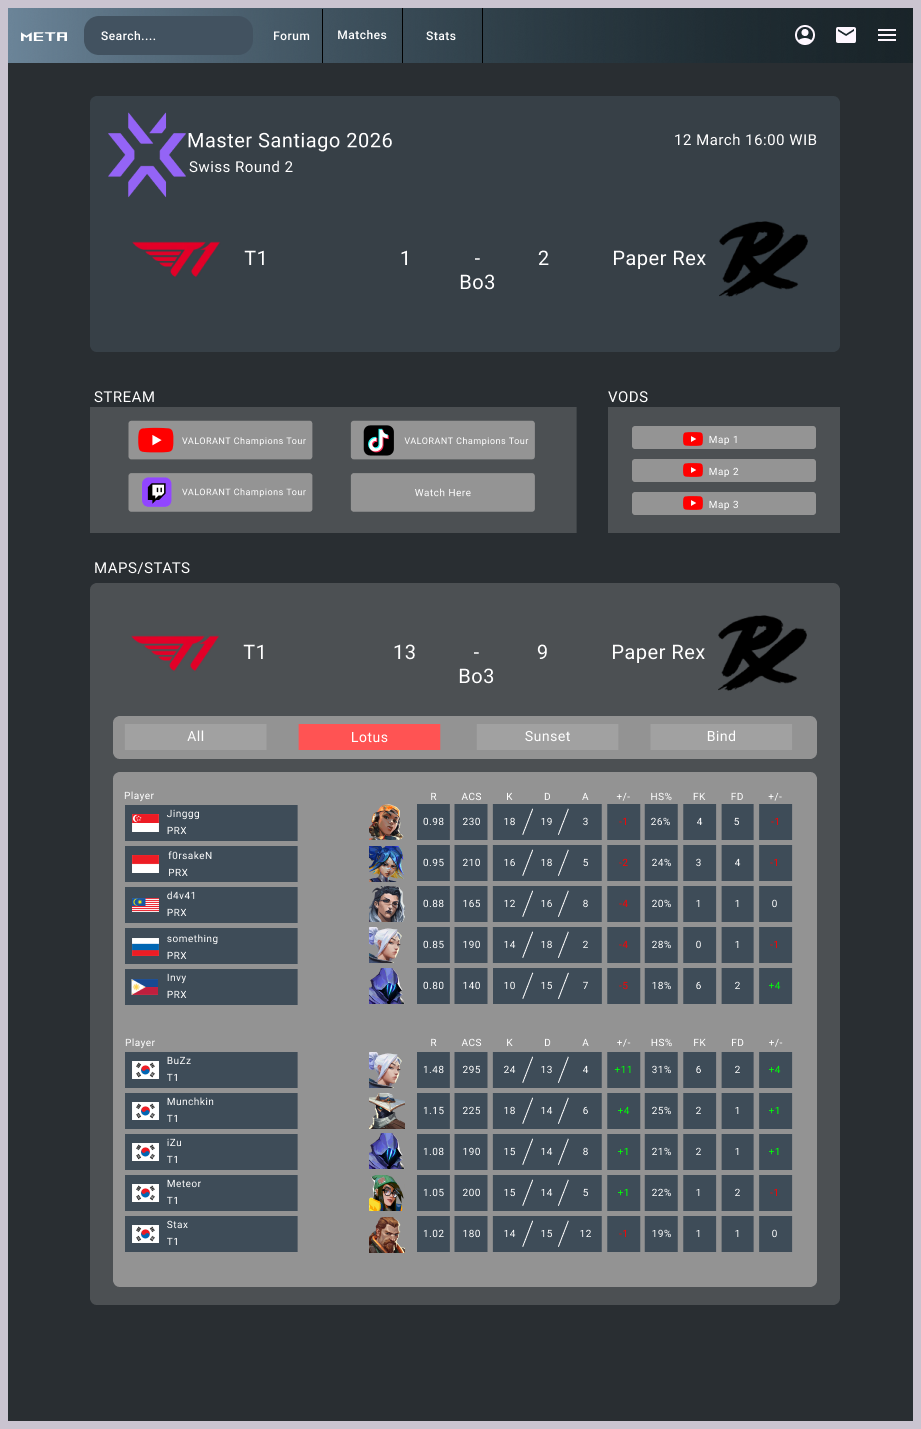 META Search.... Forum Matches Stats
Master Santiago 2026
12 March 16:00 WIB
Swiss Round 2
T1 1 - 2 Paper Rex
Bo3
STREAM
VODS
VALORANT Champions Tour
VALORANT Champions Tour
VALORANT Champions Tour
Watch Here
Map 1
Map 2
Map 3
MAPS/STATS
T1 13 - 9 Paper Rex
Bo3
All Lotus Sunset Bind
Player R ACS K D A +/- HS% FK FD +/-
Jinggg
PRX
0.98 230 18 / 19 / 3 26% 4 5
f0rsakeN
PRX
0.95 210 16 / 18 / 5 24% 3 4 -1
d4v41
PRX
0.88 165 12 / 16 / 8 -4 20% 1 1 0
something
PRX
0.85 190 14 / 18 / 2 -4 28% 0 1 -1
Invy
PRX
0.80 140 10 / 15 / 7 -5 18% 6 2 +4
Player R ACS K D A +/- HS% FK FD +/-
BuZz
T1
1.48 295 24 / 13 / 4 +11 31% 6 2 +4
Munchkin
T1
1.15 225 18 / 14 / 6 +4 25% 2 1 +1
iZu
T1
1.08 190 15 / 14 / 8 +1 21% 2 1 +1
Meteor
T1
1.05 200 15 / 14 / 5 +1 22% 1 2 -1
Stax
T1
1.02 180 14 / 15 / 12 19% 1 1 0